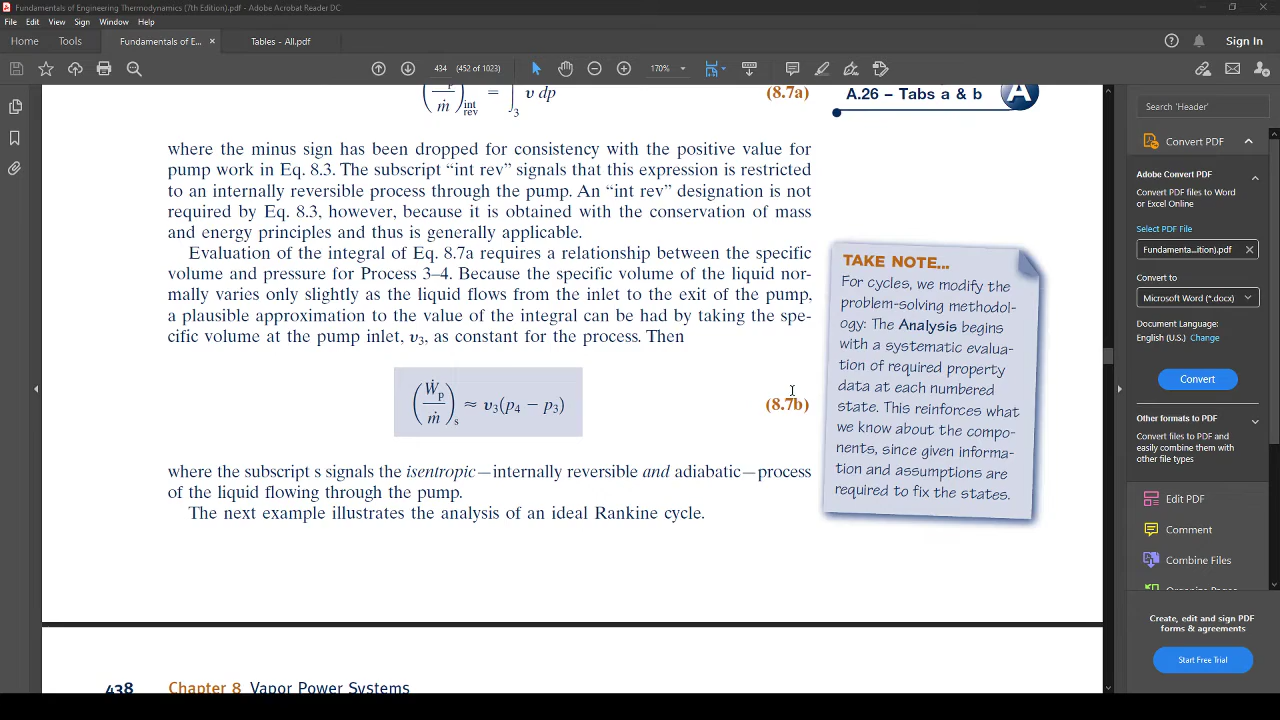 Fundamentals of Engineering Thermodynamics (7th Edition).pdf - Adobe Acrobat Reader DC
File Edit View Sign Window Help
Home Tools Fundamentals of E... × Tables - All.pdf Sign In
434 (452 of 1023) 170%
(Ẇp/ṁ)int rev = ∫3 υ dp (8.7a)
A.26 – Tabs a & b A
where the minus sign has been dropped for consistency with the positive value for
pump work in Eq. 8.3. The subscript “int rev” signals that this expression is restricted
to an internally reversible process through the pump. An “int rev” designation is not
required by Eq. 8.3, however, because it is obtained with the conservation of mass
and energy principles and thus is generally applicable.
Evaluation of the integral of Eq. 8.7a requires a relationship between the specific
volume and pressure for Process 3–4. Because the specific volume of the liquid nor-
mally varies only slightly as the liquid flows from the inlet to the exit of the pump,
a plausible approximation to the value of the integral can be had by taking the spe-
cific volume at the pump inlet, υ3, as constant for the process. Then
(Ẇp/ṁ)s ≈ υ3(p4 − p3) (8.7b)
where the subscript s signals the isentropic—internally reversible and adiabatic—process
of the liquid flowing through the pump.
The next example illustrates the analysis of an ideal Rankine cycle.
TAKE NOTE...
For cycles, we modify the
problem-solving methodol-
ogy: The Analysis begins
with a systematic evalua-
tion of required property
data at each numbered
state. This reinforces what
we know about the compo-
nents, since given informa-
tion and assumptions are
required to fix the states.
438 Chapter 8 Vapor Power Systems
Search 'Header'
Convert PDF
Adobe Convert PDF
Convert PDF files to Word
or Excel Online
Select PDF File
Fundamenta...ition).pdf ×
Convert to
Microsoft Word (*.docx)
Document Language:
English (U.S.) Change
Convert
Other formats to PDF
Convert files to PDF and
easily combine them with
other file types
Edit PDF
Comment
Combine Files
Create, edit and sign PDF
forms & agreements
Start Free Trial